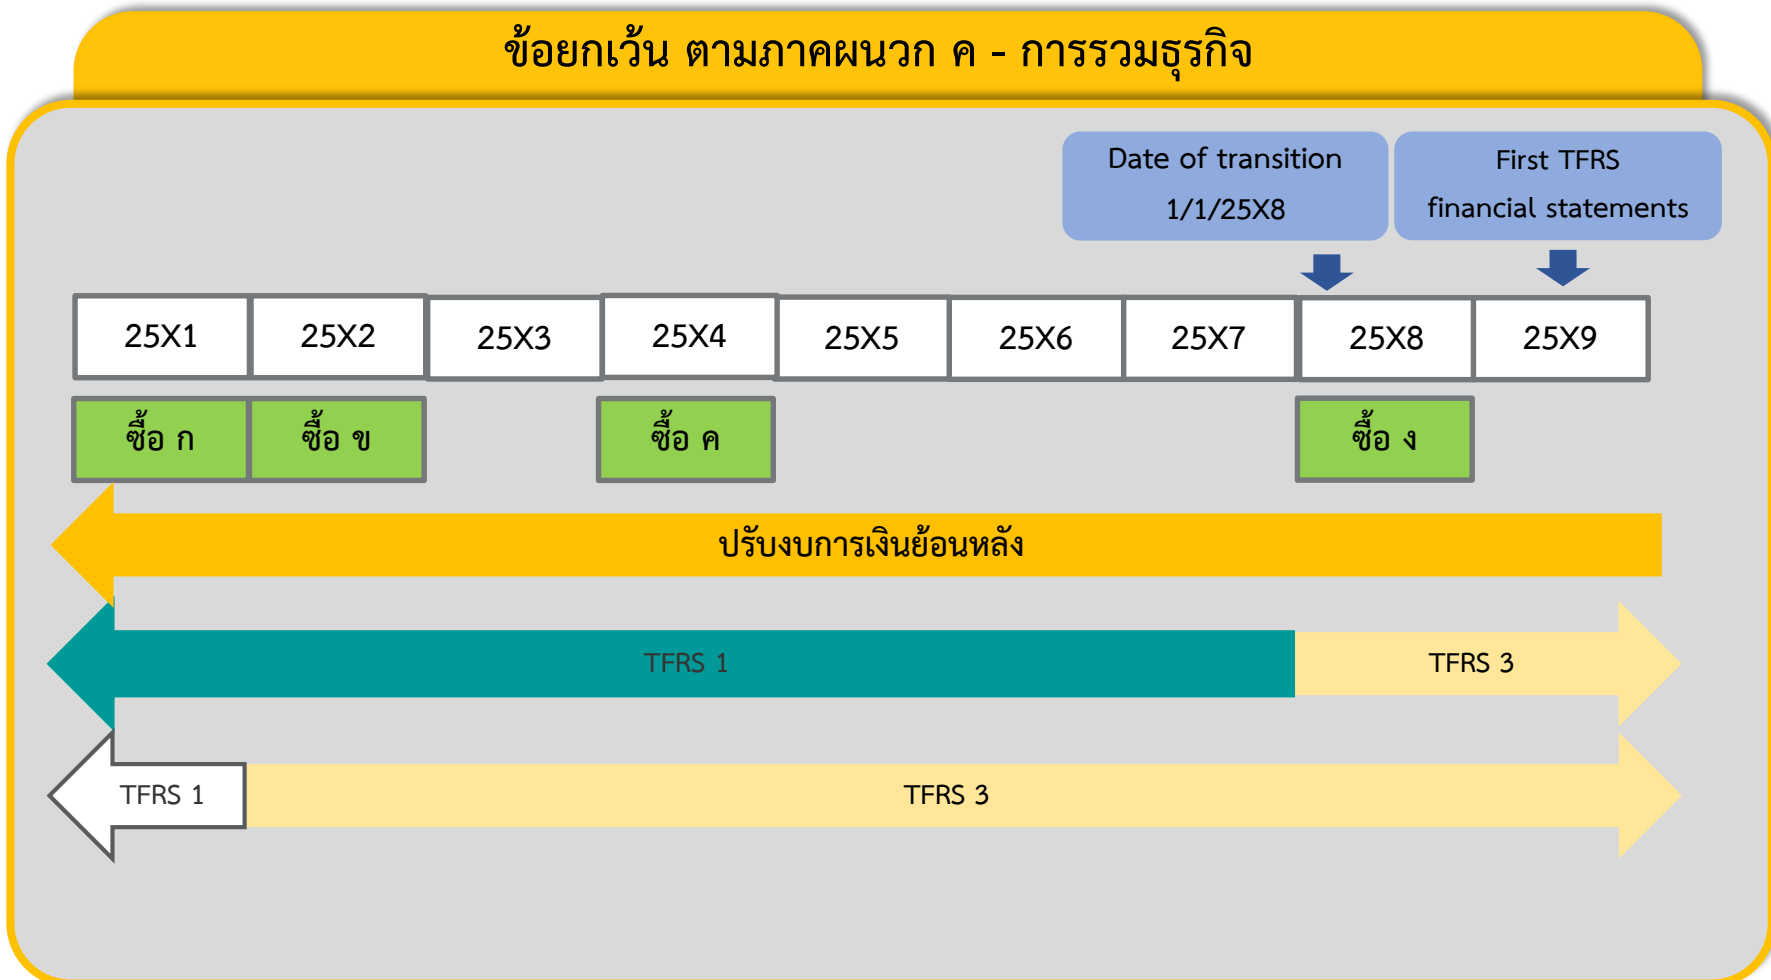 ข้อยกเว้น ตามภาคผนวก ค - การรวมธุรกิจ
Date of transition
1/1/25X8
First TFRS
financial statements
25X1
25X2
25X3
25X4
25X5
25X6
25X7
25X8
25X9
ซื้อ ก
ซื้อ ข
ซื้อ ค
ซื้อ ง
ปรับงบการเงินย้อนหลัง
TFRS 1
TFRS 3
TFRS 1
TFRS 3